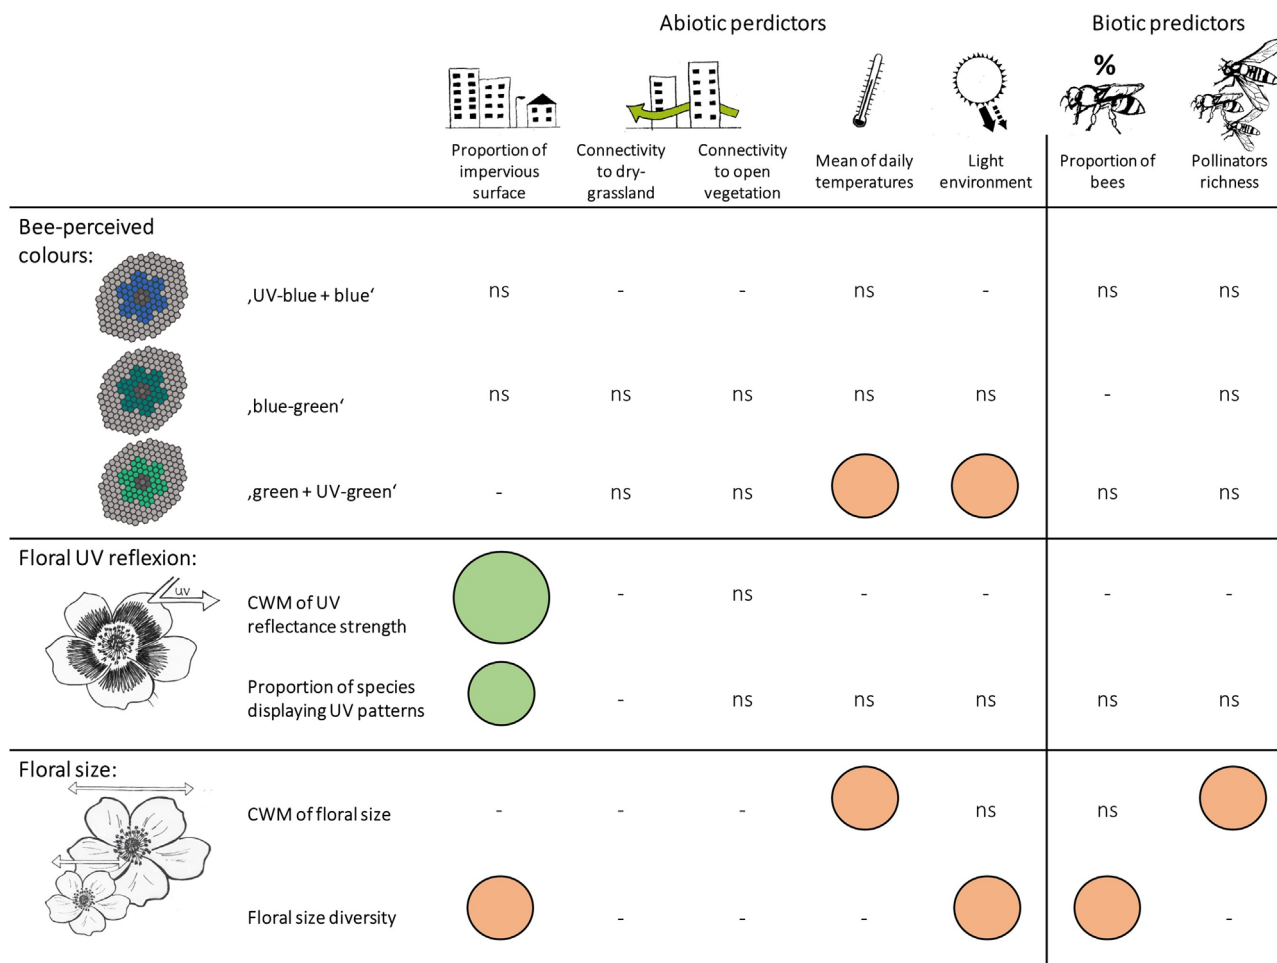 Abiotic perdictors
Biotic predictors
%
Proportion of
impervious
surface
Connectivity
to dry-
grassland
Connectivity
to open
vegetation
Mean of daily
temperatures
Light
environment
Proportion of
bees
Pollinators
richness
Bee-perceived
colours:
‚UV-blue + blue‘ ns - - ns - ns ns
‚blue-green‘ ns ns ns ns ns - ns
‚green + UV-green‘ - ns ns ns ns
Floral UV reflexion:
uv
CWM of UV
reflectance strength
- ns - - - -
Proportion of species
displaying UV patterns
- ns ns ns ns ns
Floral size:
CWM of floral size - - - ns ns
Floral size diversity - - - -